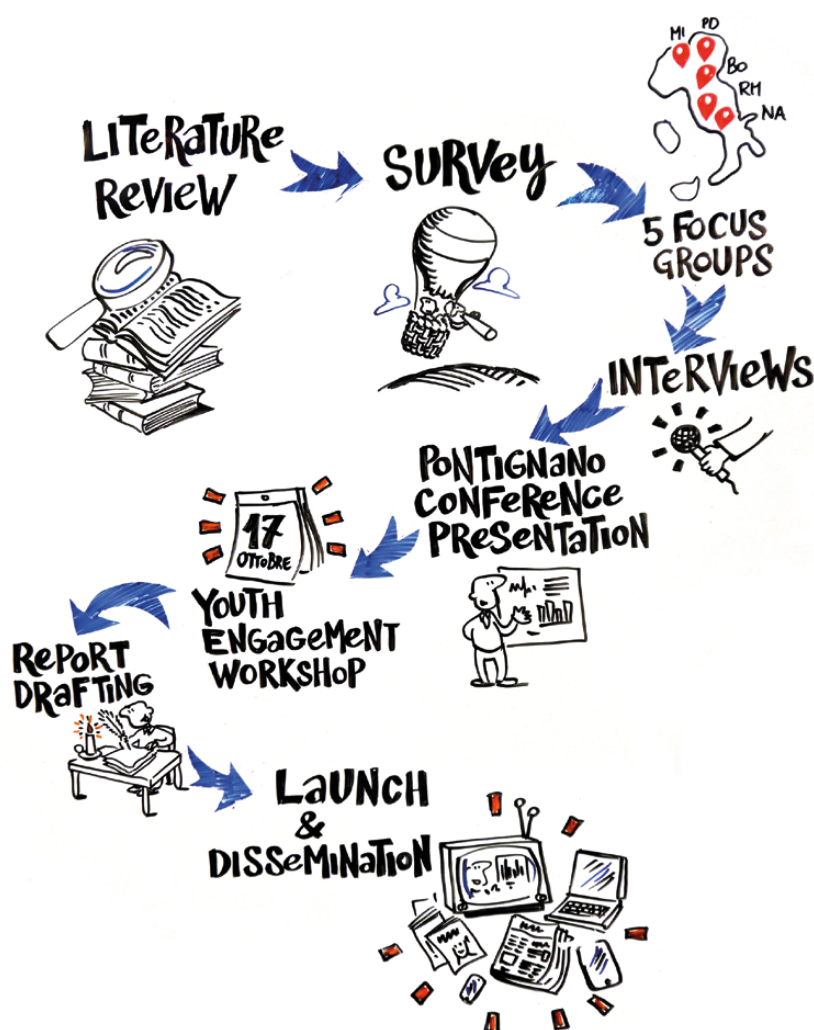 MI
PD
BO
RM
NA
LITERATURE
REVIEW
SURVEY
5 FOCUS
GROUPS
INTERVIEWS
PONTIGNANO
CONFERENCE
PRESENTATION
17
OTTOBRE
YOUTH
ENGAGEMENT
WORKSHOP
REPORT
DRAFTING
LAUNCH
&
DISSEMINATION